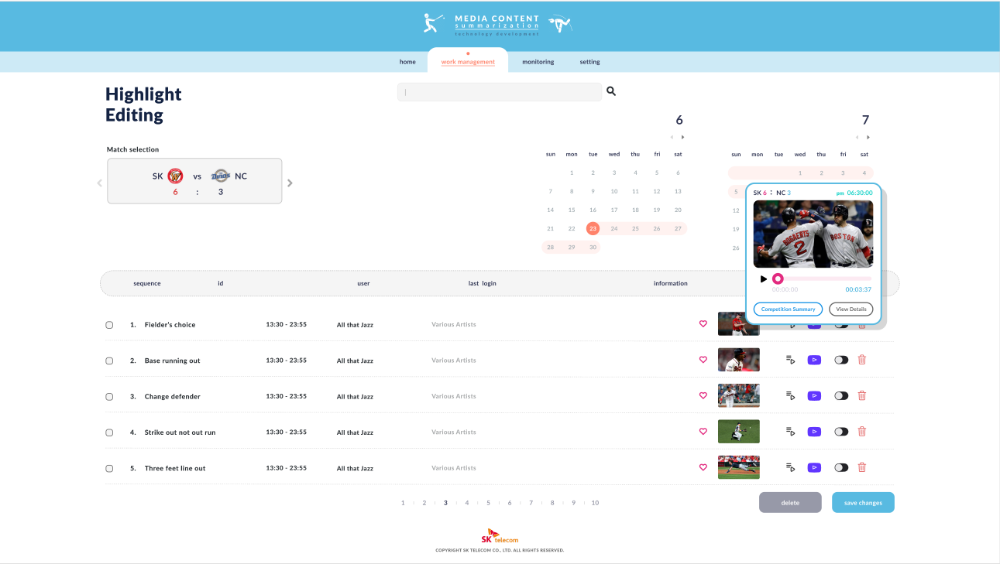 MEDIA CONTENT
summarization
technology development
home work management monitoring setting
Highlight
Editing
Match selection
SK vs Dinos NC
6 : 3
6
sun mon tue wed thu fri sat
1 2 3 4 5 6
7 8 9 10 11 12 13
14 15 16 17 18 19 20
21 22 23 24 25 26 27
28 29 30
7
sun mon tue wed thu fri sat
1 2 3 4
5
12
19
26
SK 6 : NC 3 pm 06:30:00
BOGAERTS
2
BOSTON
00:00:00 00:03:37
Competition Summary View Details
sequence id user last login information
1. Fielder's choice 13:30 - 23:55 All that Jazz Various Artists
2. Base running out 13:30 - 23:55 All that Jazz Various Artists
3. Change defender 13:30 - 23:55 All that Jazz Various Artists
4. Strike out not out run 13:30 - 23:55 All that Jazz Various Artists
5. Three feet line out 13:30 - 23:55 All that Jazz Various Artists
1 2 3 4 5 6 7 8 9 10
delete save changes
SK telecom
COPYRIGHT SK TELECOM CO., LTD. ALL RIGHTS RESERVED.